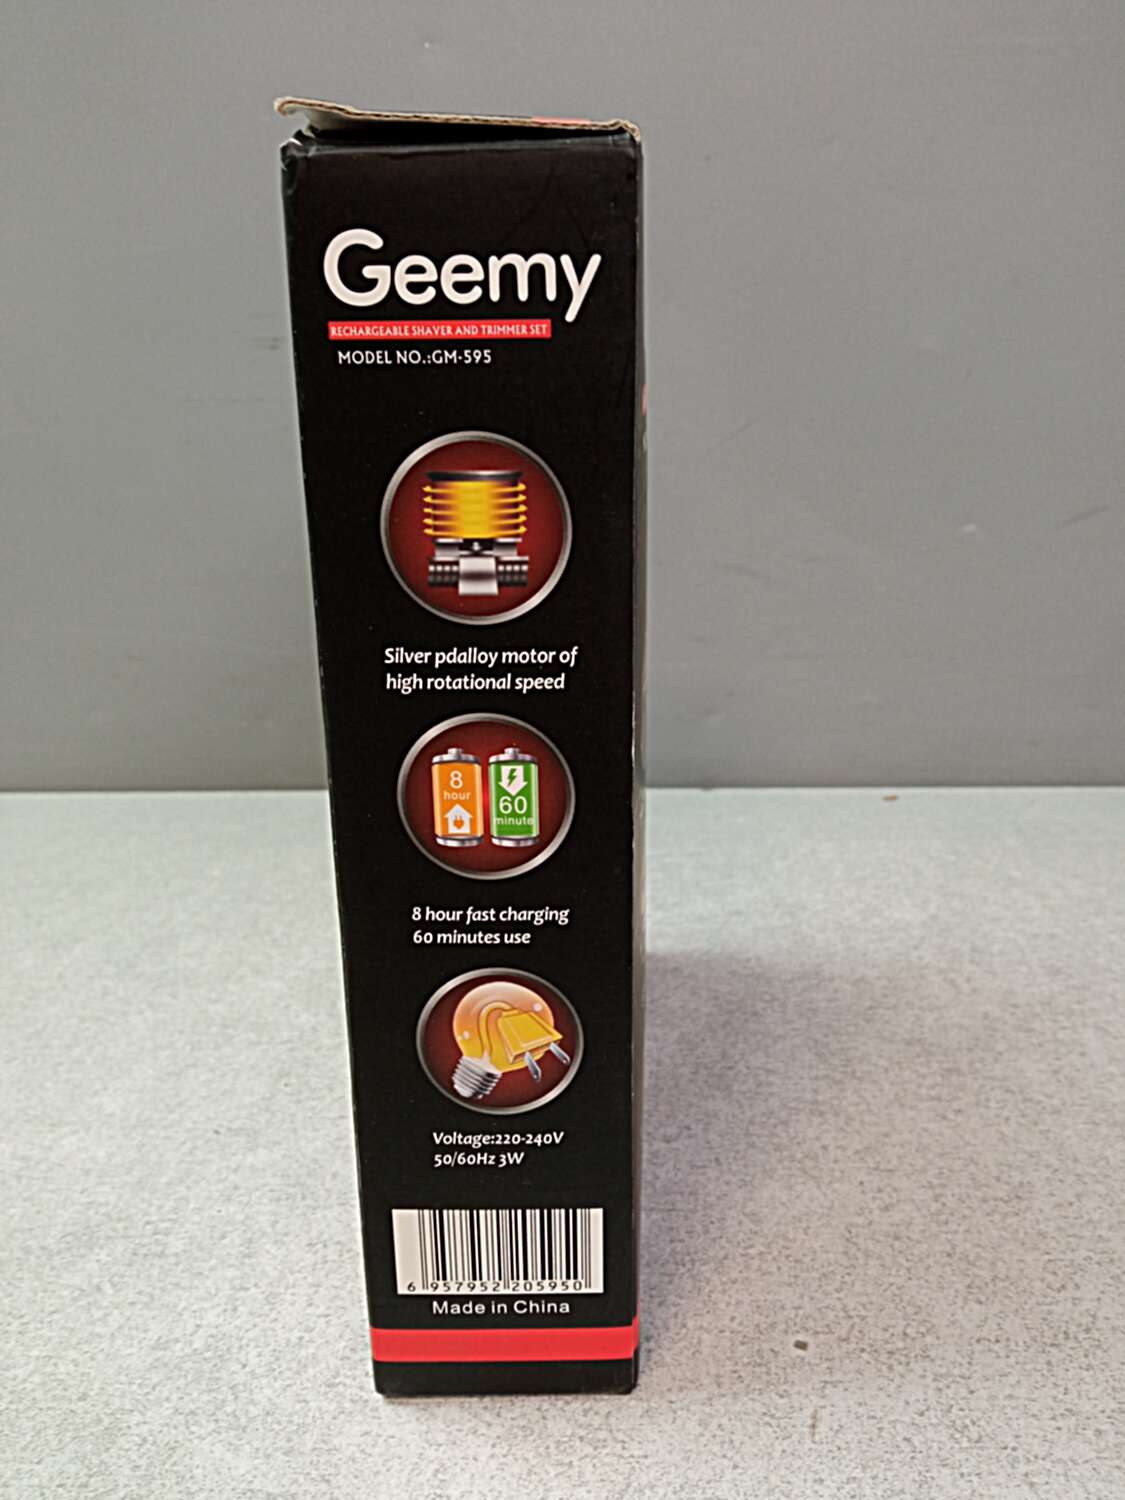 Geemy
RECHARGEABLE SHAVER AND TRIMMER SET
MODEL NO.:GM-595
Silver pdalloy motor of
high rotational speed
8
hour
60
minute
8 hour fast charging
60 minutes use
Voltage:220-240V
50/60Hz 3W
6 957952 205950
Made in China